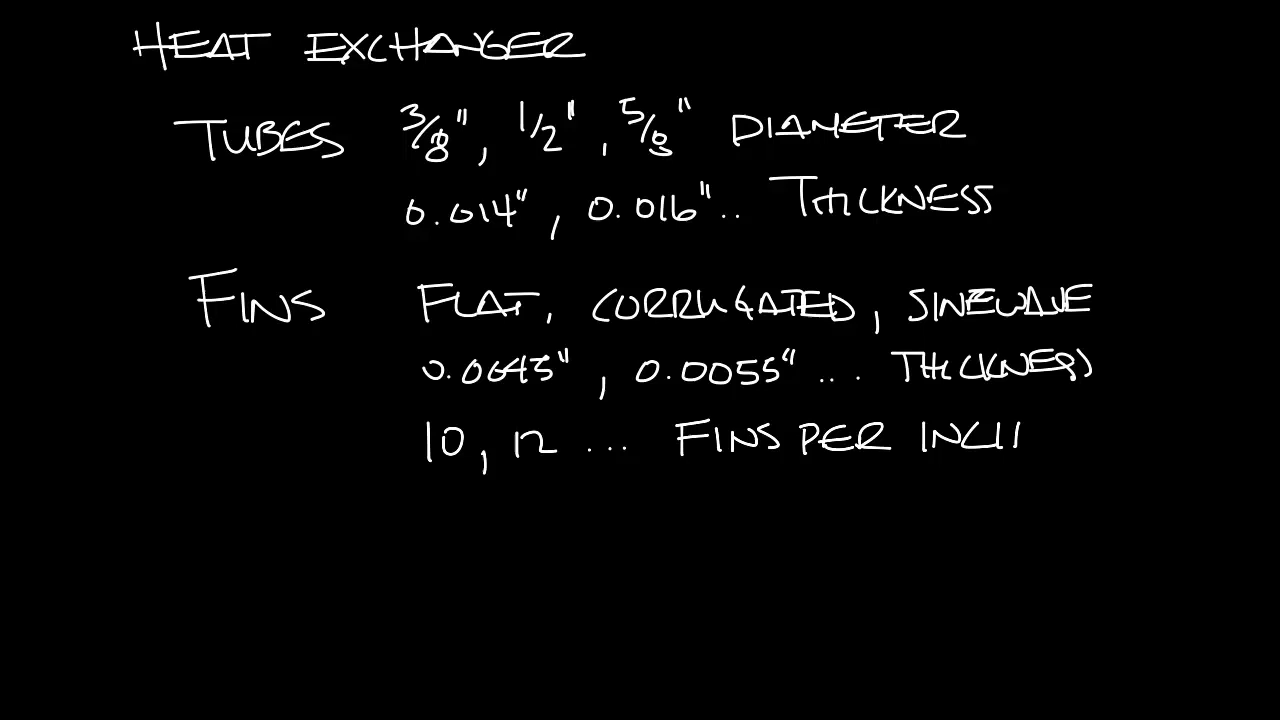 HEAT EXCHANGER
TUBES 3/8", 1/2", 5/8" DIAMETER
0.014", 0.016" .. THICKNESS
FINS FLAT, CORRUGATED, SINEWAVE
0.0045", 0.0055" ... THICKNESS
10, 12 ... FINS PER INCH